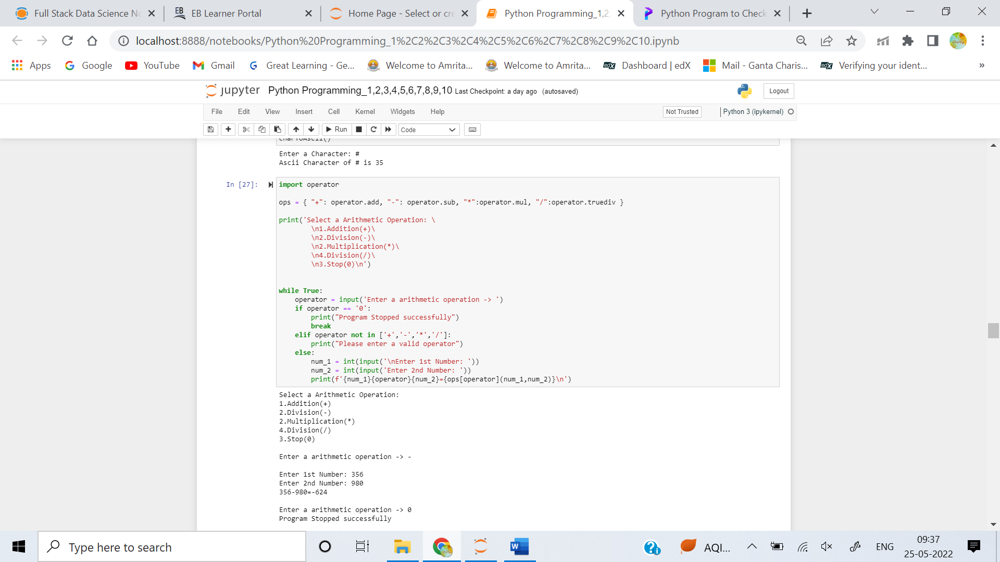 Full Stack Data Science No
EB Learner Portal
Home Page - Select or cre
Python Programming_1,2,
Python Program to Check
localhost:8888/notebooks/Python%20Programming_1%2C2%2C3%2C4%2C5%2C6%2C7%2C8%2C9%2C10.ipynb
Apps
Google
YouTube
Gmail
Great Learning - Ge...
Welcome to Amrita...
Welcome to Amrita...
Dashboard | edX
Mail - Ganta Charis...
Verifying your ident...
»
jupyter Python Programming_1,2,3,4,5,6,7,8,9,10 Last Checkpoint: a day ago (autosaved)
Logout
File Edit View Insert Cell Kernel Widgets Help
Not Trusted
Python 3 (ipykernel)
Run
Code
charToAscii()
Enter a Character: #
Ascii Character of # is 35
In [27]:
import operator
ops = { "+": operator.add, "-": operator.sub, "*":operator.mul, "/":operator.truediv }
print('Select a Arithmetic Operation: \
\n1.Addition(+)\
\n2.Division(-)\
\n2.Multiplication(*)\
\n4.Division(/)\
\n3.Stop(0)\n')
while True:
operator = input('Enter a arithmetic operation -> ')
if operator == '0':
print("Program Stopped successfully")
break
elif operator not in ['+','-','*','/']:
print("Please enter a valid operator")
else:
num_1 = int(input('\nEnter 1st Number: '))
num_2 = int(input('Enter 2nd Number: '))
print(f'{num_1}{operator}{num_2}={ops[operator](num_1,num_2)}\n')
Select a Arithmetic Operation:
1.Addition(+)
2.Division(-)
2.Multiplication(*)
4.Division(/)
3.Stop(0)
Enter a arithmetic operation -> -
Enter 1st Number: 356
Enter 2nd Number: 980
356-980=-624
Enter a arithmetic operation -> 0
Program Stopped successfully
Type here to search
AQI...
ENG
09:37
25-05-2022